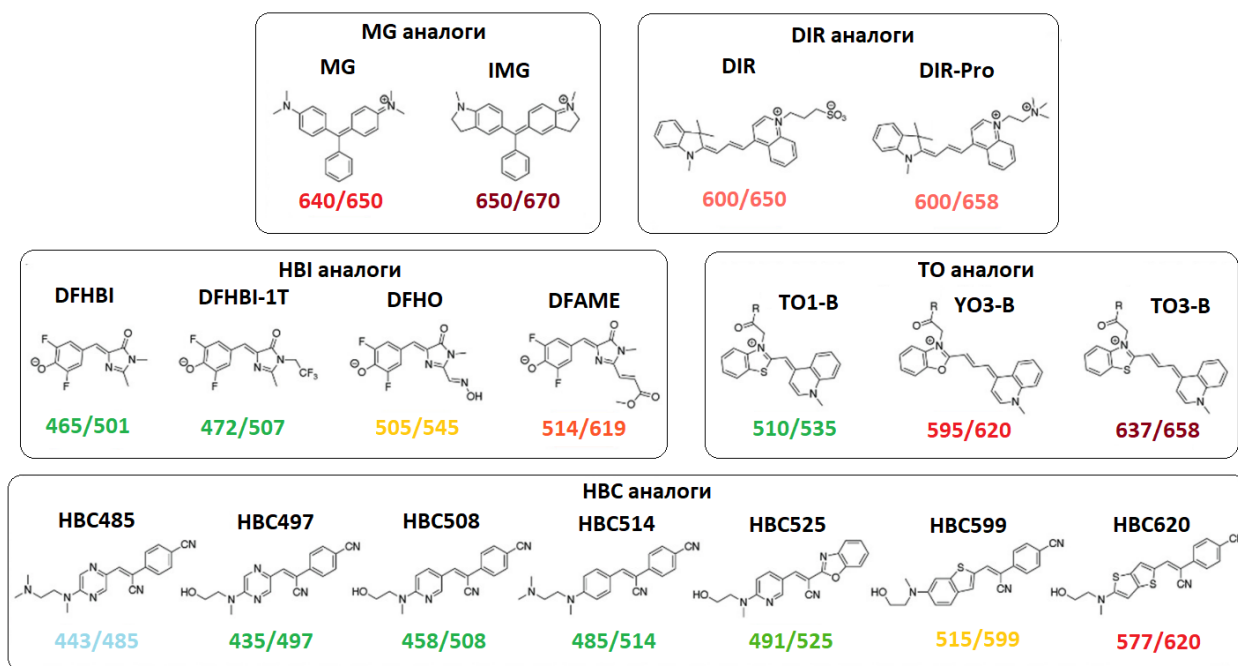 MG аналоги
MG
IMG
640/650
650/670
DIR аналоги
DIR
DIR-Pro
600/650
600/658
HBI аналоги
DFHBI
DFHBI-1T
DFHO
DFAME
465/501
472/507
505/545
514/619
TO аналоги
TO1-B
YO3-B
TO3-B
510/535
595/620
637/658
HBC аналоги
HBC485
HBC497
HBC508
HBC514
HBC525
HBC599
HBC620
443/485
435/497
458/508
485/514
491/525
515/599
577/620